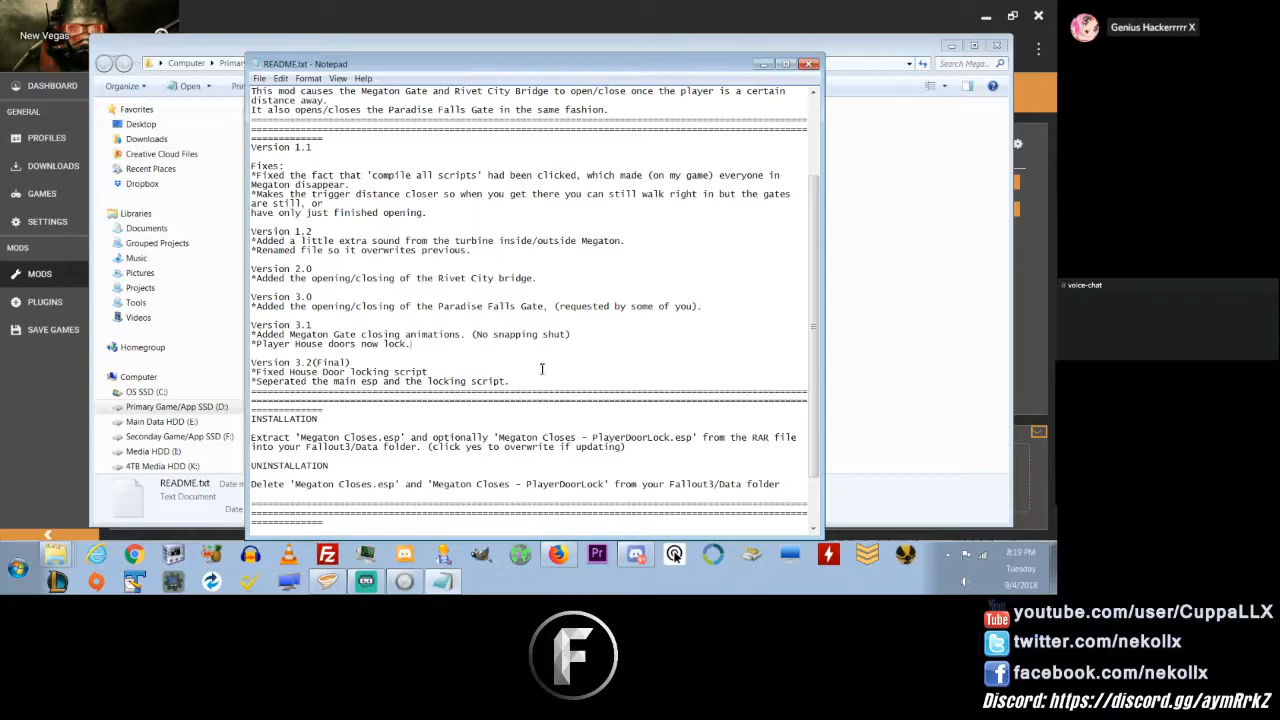 New Vegas
Genius Hackerrrrr X
Computer
Primary
Search Mega...
README.txt - Notepad
Organize
Open
File Edit Format View Help
DASHBOARD
GENERAL
PROFILES
DOWNLOADS
GAMES
SETTINGS
MODS
MODS
PLUGINS
SAVE GAMES
Favorites
Desktop
Downloads
Creative Cloud Files
Recent Places
Dropbox
Libraries
Documents
Grouped Projects
Music
Pictures
Projects
Tools
Videos
Homegroup
Computer
OS SSD (C:)
Primary Game/App SSD (D:)
Main Data HDD (E:)
Seconday Game/App SSD (F:)
Media HDD (I:)
4TB Media HDD (K:)
README.txt
Text Document
Date m
Date
This mod causes the Megaton Gate and Rivet City Bridge to open/close once the player is a certain
distance away.
It also opens/closes the Paradise Falls Gate in the same fashion.
=========================================================================================
=========================================================================================
============
Version 1.1
Fixes:
*Fixed the fact that 'compile all scripts' had been clicked, which made (on my game) everyone in
Megaton disappear.
*Makes the trigger distance closer so when you get there you can still walk right in but the gates
are still, or
have only just finished opening.
Version 1.2
*Added a little extra sound from the turbine inside/outside Megaton.
*Renamed file so it overwrites previous.
Version 2.0
*Added the opening/closing of the Rivet City bridge.
Version 3.0
*Added the opening/closing of the Paradise Falls Gate, (requested by some of you).
Version 3.1
*Added Megaton Gate closing animations. (No snapping shut)
*Player House doors now lock.
Version 3.2(Final)
*Fixed House Door locking script
*Seperated the main esp and the locking script.
=========================================================================================
=========================================================================================
============
INSTALLATION
Extract 'Megaton Closes.esp' and optionally 'Megaton Closes - PlayerDoorLock.esp' from the RAR file
into your Fallout3/Data folder. (click yes to overwrite if updating)
UNINSTALLATION
Delete 'Megaton Closes.esp' and 'Megaton Closes - PlayerDoorLock' from your Fallout3/Data folder
=========================================================================================
=========================================================================================
============
voice-chat
8:19 PM
Tuesday
9/4/2018
youtube.com/user/CuppaLLX
twitter.com/nekollx
facebook.com/nekollx
Discord: https://discord.gg/aymRrkZ